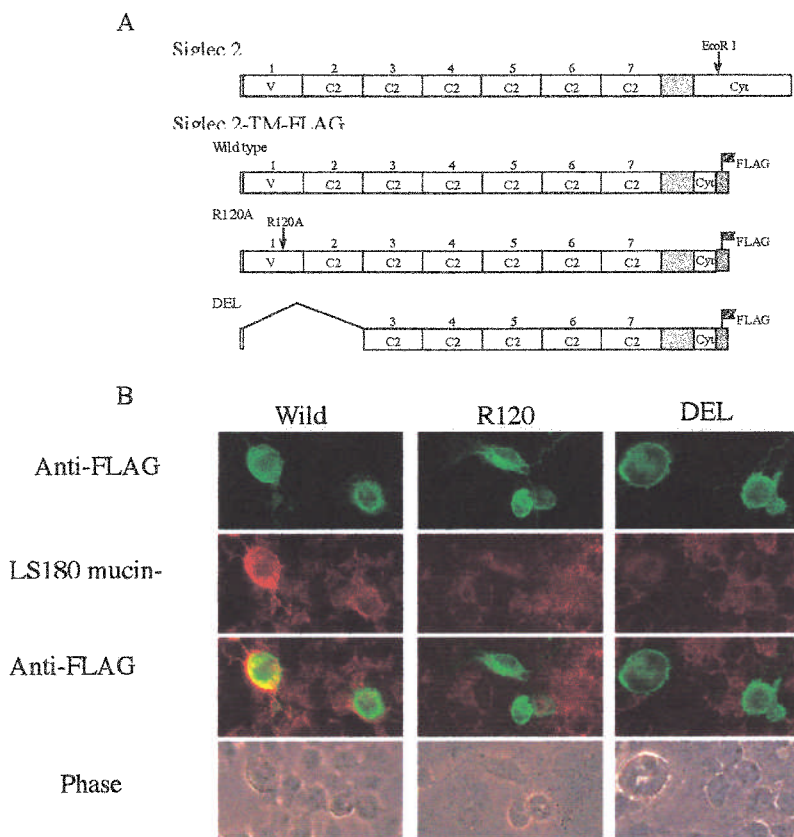 A
Siglec 2
EcoR I
1 2 3 4 5 6 7
V C2 C2 C2 C2 C2 C2 Cyt
Siglec 2-TM-FLAG
Wild type
1 2 3 4 5 6 7
FLAG
V C2 C2 C2 C2 C2 C2 Cyt
R120A
R120A
1 2 3 4 5 6 7
FLAG
V C2 C2 C2 C2 C2 C2 Cyt
DEL
3 4 5 6 7
FLAG
C2 C2 C2 C2 C2 Cyt
B
Wild R120 DEL
Anti-FLAG
LS180 mucin-
Anti-FLAG
Phase